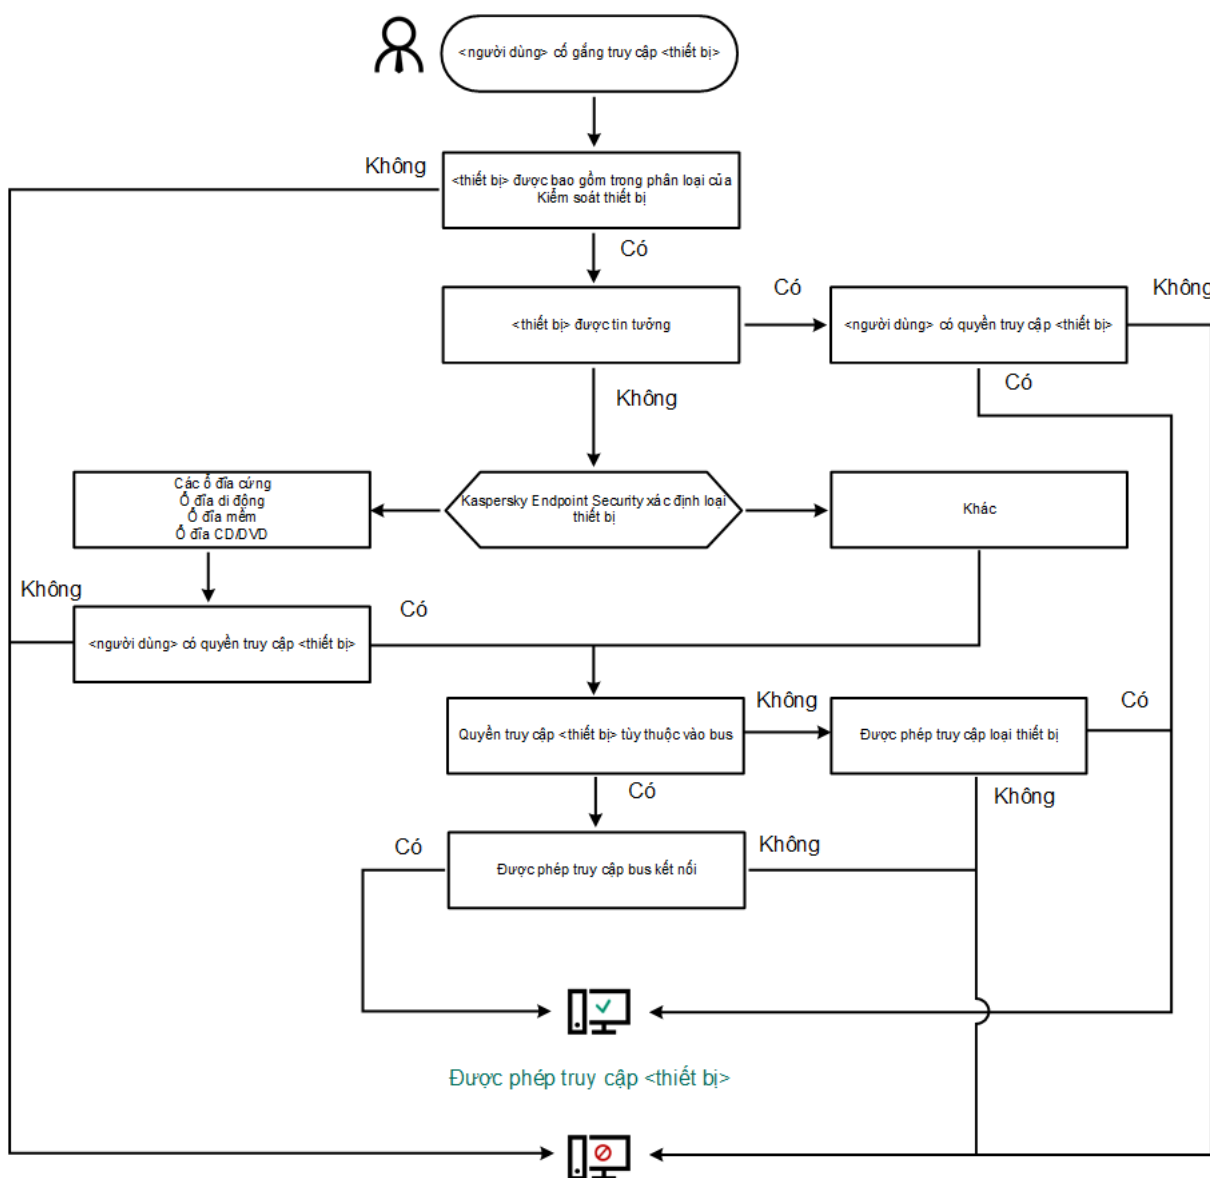 <người dùng> cố gắng truy cập <thiết bị>
Không
<thiết bị> được bao gồm trong phân loại của
Kiểm soát thiết bị
Có
Có
Không
<thiết bị> được tin tưởng
<người dùng> có quyền truy cập <thiết bị>
Có
Không
Các ổ đĩa cứng
Ổ đĩa di động
Ổ đĩa mềm
Ổ đĩa CD/DVD
Kaspersky Endpoint Security xác định loại
thiết bị
Khác
Không
Có
<người dùng> có quyền truy cập <thiết bị>
Không
Có
Quyền truy cập <thiết bị> tùy thuộc vào bus
Được phép truy cập loại thiết bị
Có
Không
Có
Không
Được phép truy cập bus kết nối
Được phép truy cập <thiết bị>